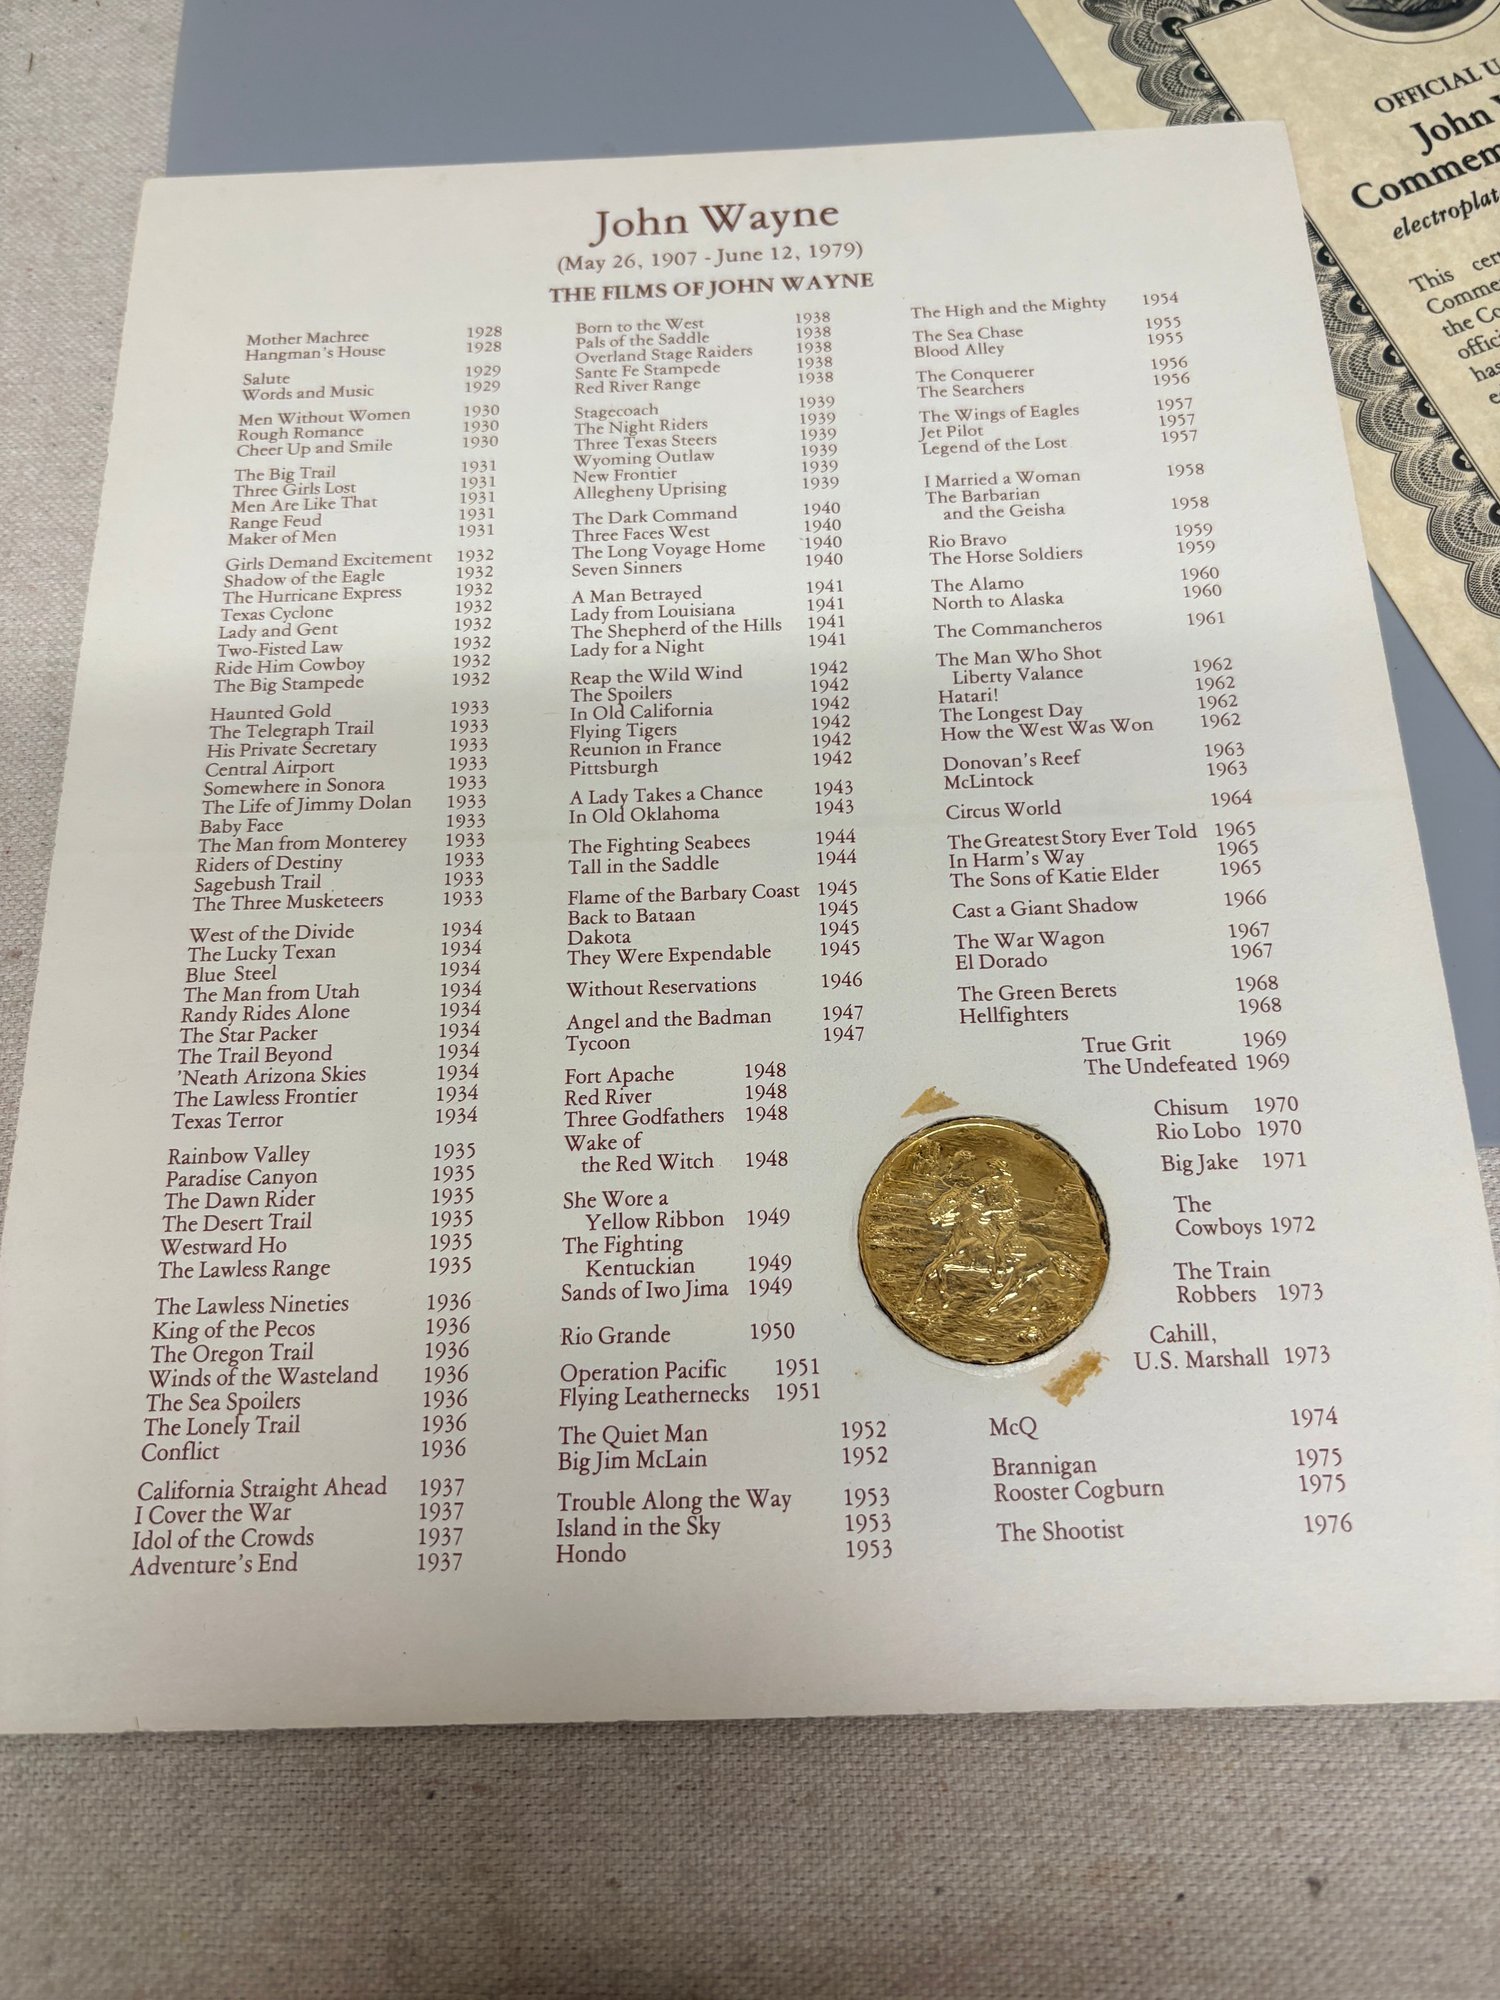 John Wayne
(May 26, 1907 - June 12, 1979)
THE FILMS OF JOHN WAYNE
Mother Machree 1928
Hangman's House 1928
Salute 1929
Words and Music 1929
Men Without Women 1930
Rough Romance 1930
Cheer Up and Smile 1930
The Big Trail 1931
Three Girls Lost 1931
Men Are Like That 1931
Range Feud 1931
Maker of Men 1931
Girls Demand Excitement 1932
Shadow of the Eagle 1932
The Hurricane Express 1932
Texas Cyclone 1932
Lady and Gent 1932
Two-Fisted Law 1932
Ride Him Cowboy 1932
The Big Stampede 1932
Haunted Gold 1933
The Telegraph Trail 1933
His Private Secretary 1933
Central Airport 1933
Somewhere in Sonora 1933
The Life of Jimmy Dolan 1933
Baby Face 1933
The Man from Monterey 1933
Riders of Destiny 1933
Sagebush Trail 1933
The Three Musketeers 1933
West of the Divide 1934
The Lucky Texan 1934
Blue Steel 1934
The Man from Utah 1934
Randy Rides Alone 1934
The Star Packer 1934
The Trail Beyond 1934
'Neath Arizona Skies 1934
The Lawless Frontier 1934
Texas Terror 1934
Rainbow Valley 1935
Paradise Canyon 1935
The Dawn Rider 1935
The Desert Trail 1935
Westward Ho 1935
The Lawless Range 1935
The Lawless Nineties 1936
King of the Pecos 1936
The Oregon Trail 1936
Winds of the Wasteland 1936
The Sea Spoilers 1936
The Lonely Trail 1936
Conflict 1936
California Straight Ahead 1937
I Cover the War 1937
Idol of the Crowds 1937
Adventure's End 1937
Born to the West 1938
Pals of the Saddle 1938
Overland Stage Raiders 1938
Sante Fe Stampede 1938
Red River Range 1938
Stagecoach 1939
The Night Riders 1939
Three Texas Steers 1939
Wyoming Outlaw 1939
New Frontier 1939
Allegheny Uprising 1939
The Dark Command 1940
Three Faces West 1940
The Long Voyage Home 1940
Seven Sinners 1940
A Man Betrayed 1941
Lady from Louisiana 1941
The Shepherd of the Hills 1941
Lady for a Night 1941
Reap the Wild Wind 1942
The Spoilers 1942
In Old California 1942
Flying Tigers 1942
Reunion in France 1942
Pittsburgh 1942
A Lady Takes a Chance 1943
In Old Oklahoma 1943
The Fighting Seabees 1944
Tall in the Saddle 1944
Flame of the Barbary Coast 1945
Back to Bataan 1945
Dakota 1945
They Were Expendable 1945
Without Reservations 1946
Angel and the Badman 1947
Tycoon 1947
Fort Apache 1948
Red River 1948
Three Godfathers 1948
Wake of
the Red Witch 1948
She Wore a
Yellow Ribbon 1949
The Fighting
Kentuckian 1949
Sands of Iwo Jima 1949
Rio Grande 1950
Operation Pacific 1951
Flying Leathernecks 1951
The Quiet Man 1952
Big Jim McLain 1952
Trouble Along the Way 1953
Island in the Sky 1953
Hondo 1953
The High and the Mighty 1954
The Sea Chase 1955
Blood Alley 1955
The Conquerer 1956
The Searchers 1956
The Wings of Eagles 1957
Jet Pilot 1957
Legend of the Lost 1957
I Married a Woman 1958
The Barbarian
and the Geisha 1958
Rio Bravo 1959
The Horse Soldiers 1959
The Alamo 1960
North to Alaska 1960
The Commancheros 1961
The Man Who Shot
Liberty Valance 1962
Hatari! 1962
The Longest Day 1962
How the West Was Won 1962
Donovan's Reef 1963
McLintock 1963
Circus World 1964
The Greatest Story Ever Told 1965
In Harm's Way 1965
The Sons of Katie Elder 1965
Cast a Giant Shadow 1966
The War Wagon 1967
El Dorado 1967
The Green Berets 1968
Hellfighters 1968
True Grit 1969
The Undefeated 1969
Chisum 1970
Rio Lobo 1970
Big Jake 1971
The
Cowboys 1972
The Train
Robbers 1973
Cahill,
U.S. Marshall 1973
McQ 1974
Brannigan 1975
Rooster Cogburn 1975
The Shootist 1976
OFFICIAL U
John
Commem
electroplat
This cer
Comme
the Co
offic
has